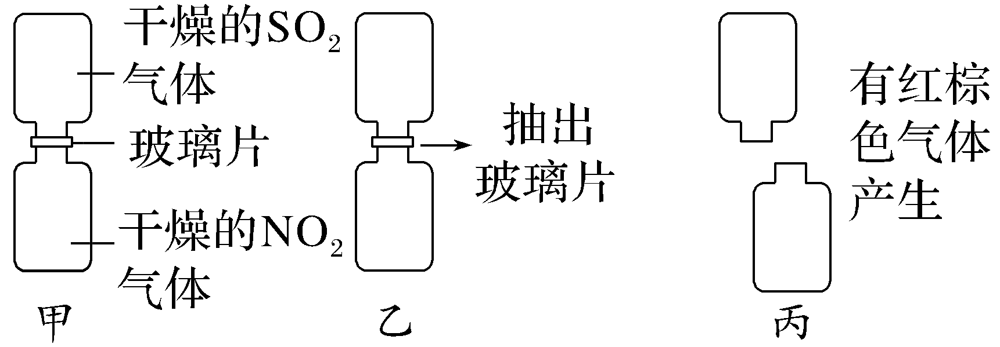 干燥的SO₂
气体
玻璃片
干燥的NO₂
气体
甲
抽出
玻璃片
乙
有红棕
色气体
产生
丙